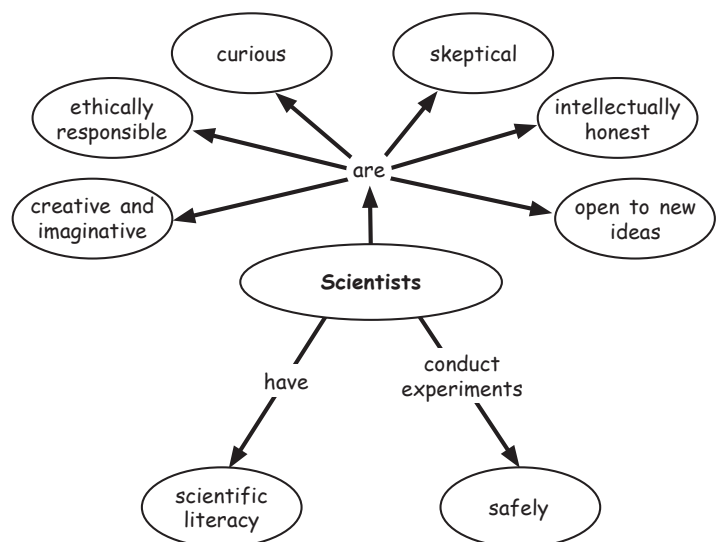 curious
skeptical
ethically
responsible
intellectually
honest
are
creative and
imaginative
open to new
ideas
Scientists
have
conduct
experiments
scientific
literacy
safely